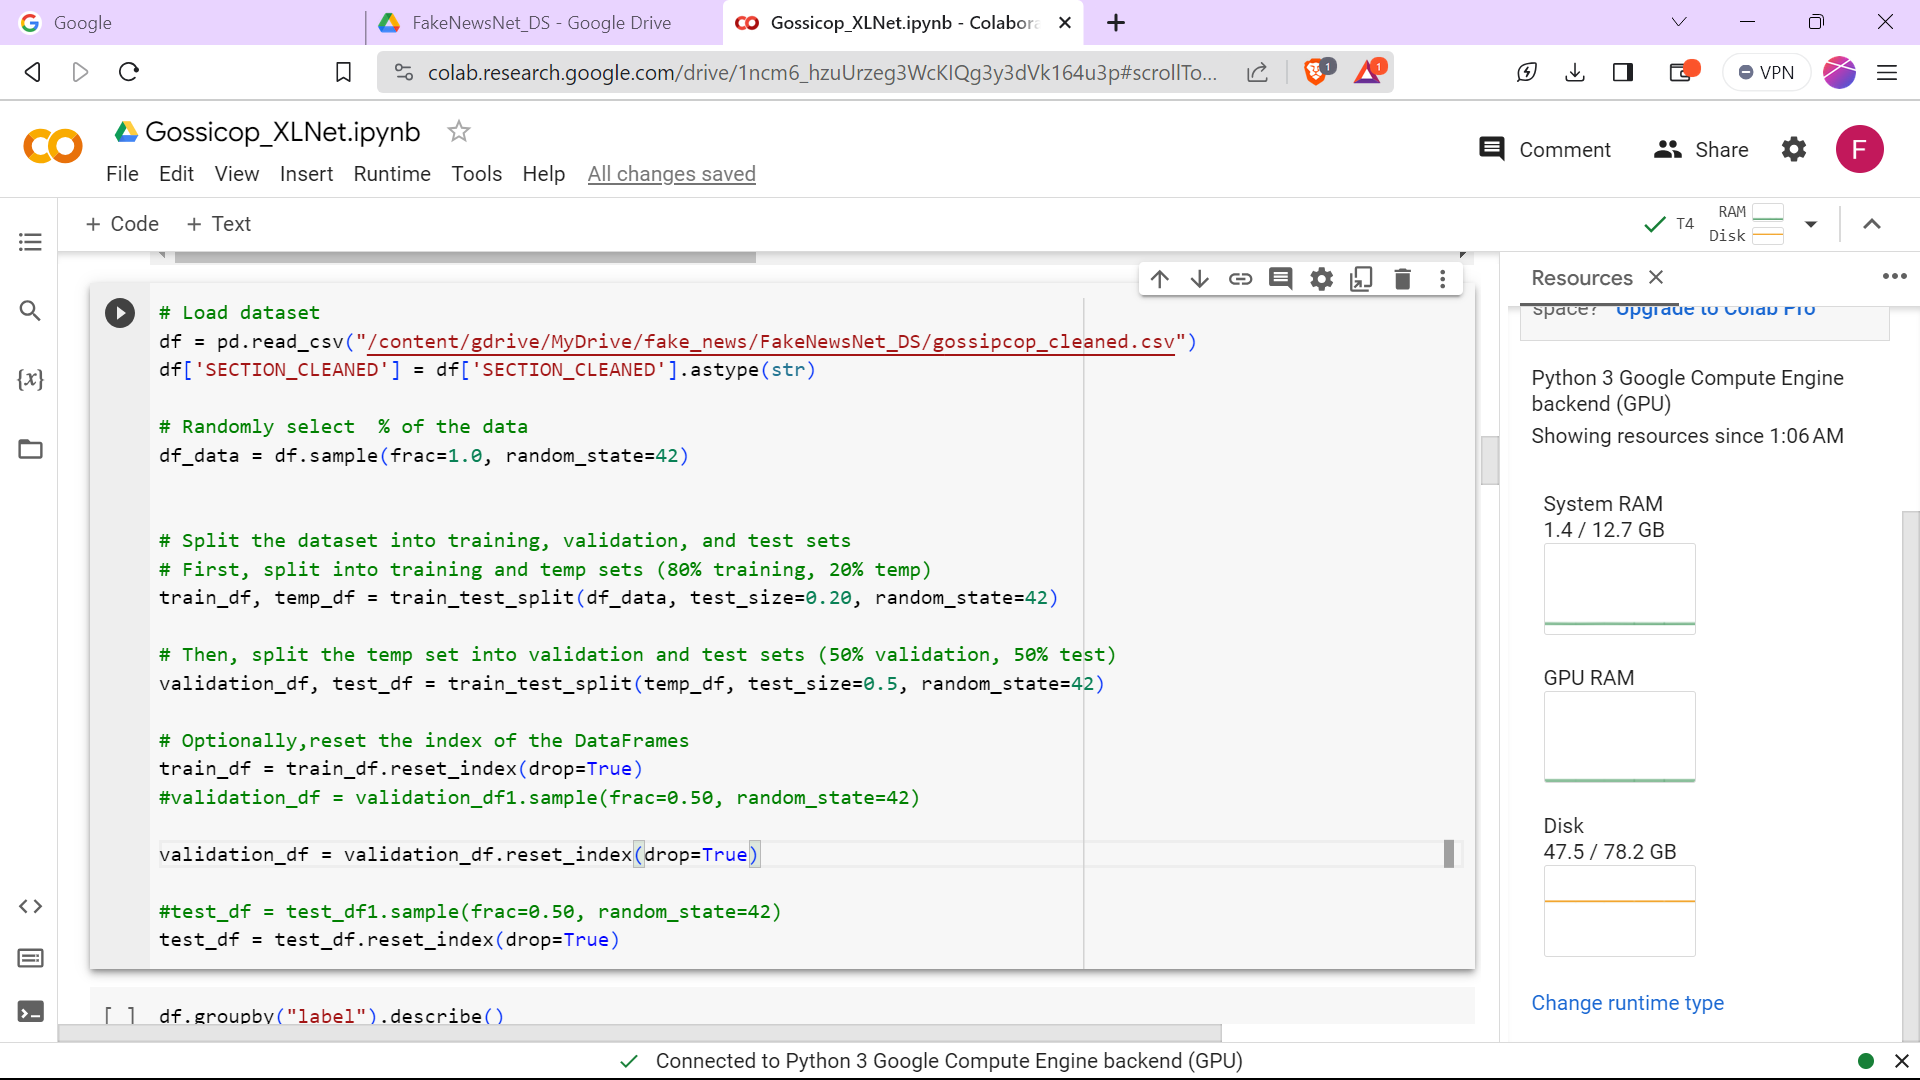 Google
FakeNewsNet_DS - Google Drive
Gossicop_XLNet.ipynb - Colabora
colab.research.google.com/drive/1ncm6_hzuUrzeg3WcKIQg3y3dVk164u3p#scrollTo...
1
1
VPN
Gossicop_XLNet.ipynb
Comment
Share
F
File Edit View Insert Runtime Tools Help All changes saved
+ Code + Text
T4
RAM
Disk
# Load dataset
df = pd.read_csv("/content/gdrive/MyDrive/fake_news/FakeNewsNet_DS/gossipcop_cleaned.csv")
df['SECTION_CLEANED'] = df['SECTION_CLEANED'].astype(str)
# Randomly select  % of the data
df_data = df.sample(frac=1.0, random_state=42)
# Split the dataset into training, validation, and test sets
# First, split into training and temp sets (80% training, 20% temp)
train_df, temp_df = train_test_split(df_data, test_size=0.20, random_state=42)
# Then, split the temp set into validation and test sets (50% validation, 50% test)
validation_df, test_df = train_test_split(temp_df, test_size=0.5, random_state=42)
# Optionally,reset the index of the DataFrames
train_df = train_df.reset_index(drop=True)
#validation_df = validation_df1.sample(frac=0.50, random_state=42)
validation_df = validation_df.reset_index(drop=True)
#test_df = test_df1.sample(frac=0.50, random_state=42)
test_df = test_df.reset_index(drop=True)
[ ] df.groupby("label").describe()
Resources
space? Upgrade to Colab Pro
Python 3 Google Compute Engine
backend (GPU)
Showing resources since 1:06 AM
System RAM
1.4 / 12.7 GB
GPU RAM
Disk
47.5 / 78.2 GB
Change runtime type
{x}
Connected to Python 3 Google Compute Engine backend (GPU)